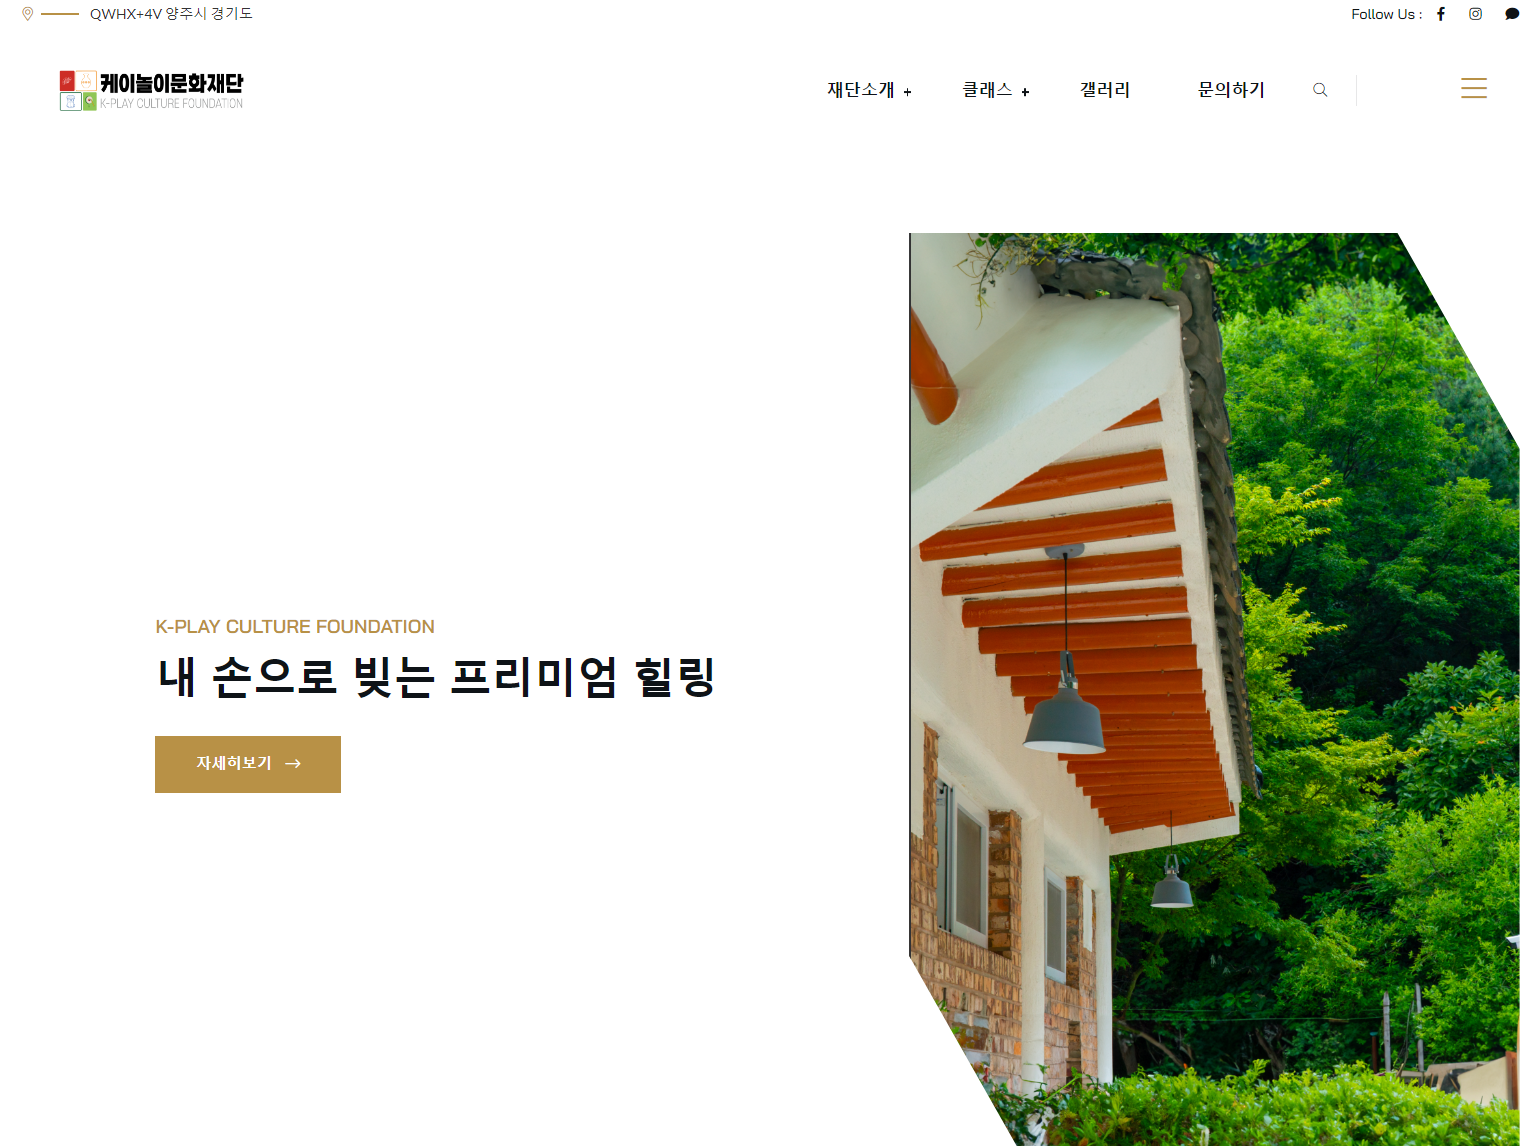 QWHX+4V 양주시 경기도
Follow Us :
케이놀이문화재단
K-PLAY CULTURE FOUNDATION
재단소개 +
클래스 +
갤러리
문의하기
K-PLAY CULTURE FOUNDATION
내 손으로 빚는 프리미엄 힐링
자세히보기 →